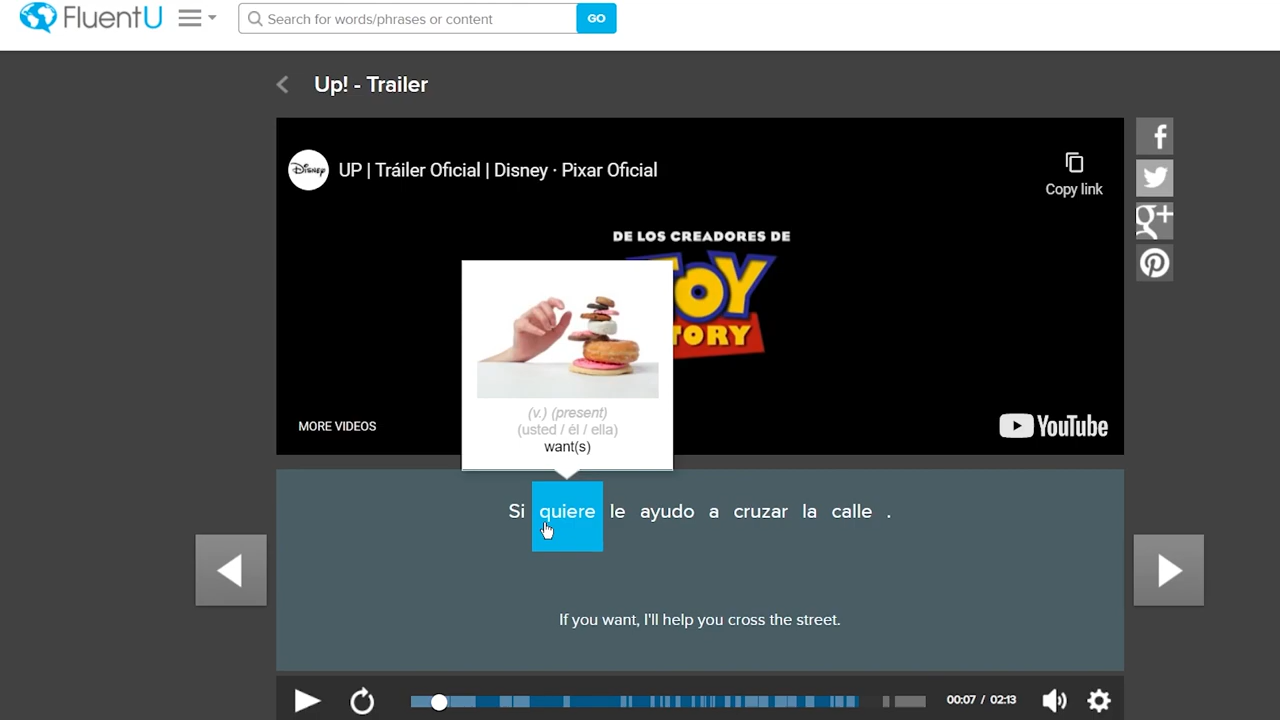 FluentU
Search for words/phrases or content
GO
Up! - Trailer
DISNEY
UP | Tráiler Oficial | Disney · Pixar Oficial
Copy link
DE LOS CREADORES DE
TOY
STORY
(v.) (present)
(usted / él / ella)
want(s)
MORE VIDEOS
YouTube
Si quiere le ayudo a cruzar la calle .
If you want, I'll help you cross the street.
00:07 / 02:13